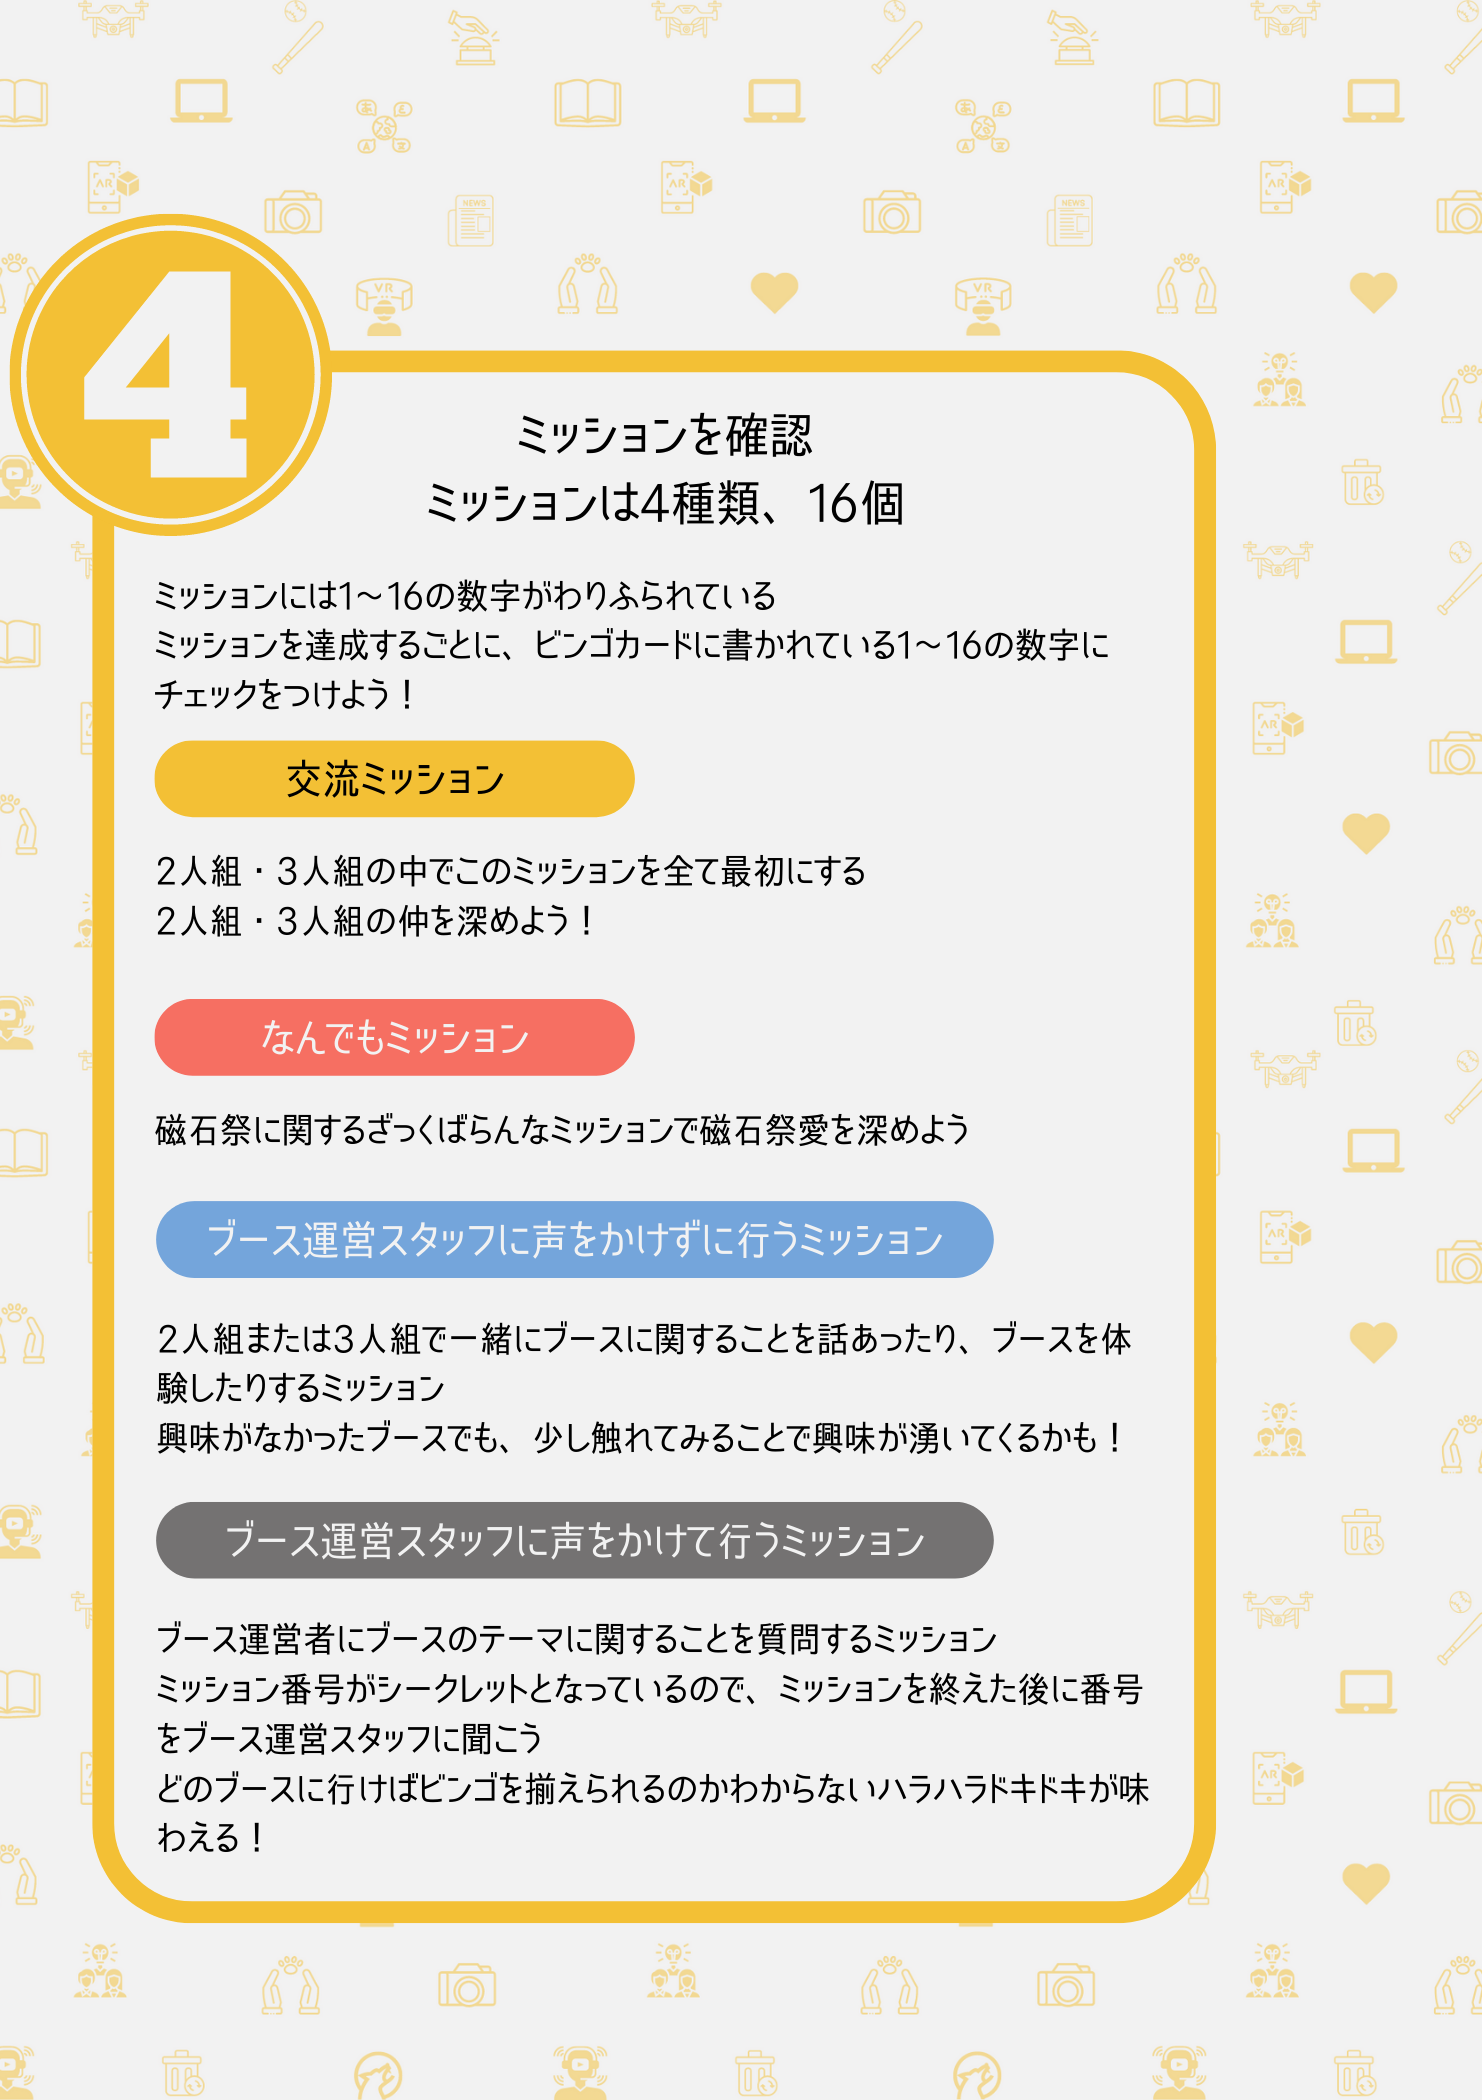 4
ミッションを確認
ミッションは4種類、16個
ミッションには1～16の数字がわりふられている
ミッションを達成するごとに、ビンゴカードに書かれている1～16の数字に
チェックをつけよう！
交流ミッション
２人組・３人組の中でこのミッションを全て最初にする
２人組・３人組の仲を深めよう！
なんでもミッション
磁石祭に関するざっくばらんなミッションで磁石祭愛を深めよう
ブース運営スタッフに声をかけずに行うミッション
２人組または３人組で一緒にブースに関することを話あったり、ブースを体
験したりするミッション
興味がなかったブースでも、少し触れてみることで興味が湧いてくるかも！
ブース運営スタッフに声をかけて行うミッション
ブース運営者にブースのテーマに関することを質問するミッション
ミッション番号がシークレットとなっているので、ミッションを終えた後に番号
をブース運営スタッフに聞こう
どのブースに行けばビンゴを揃えられるのかわからないハラハラドキドキが味
わえる！